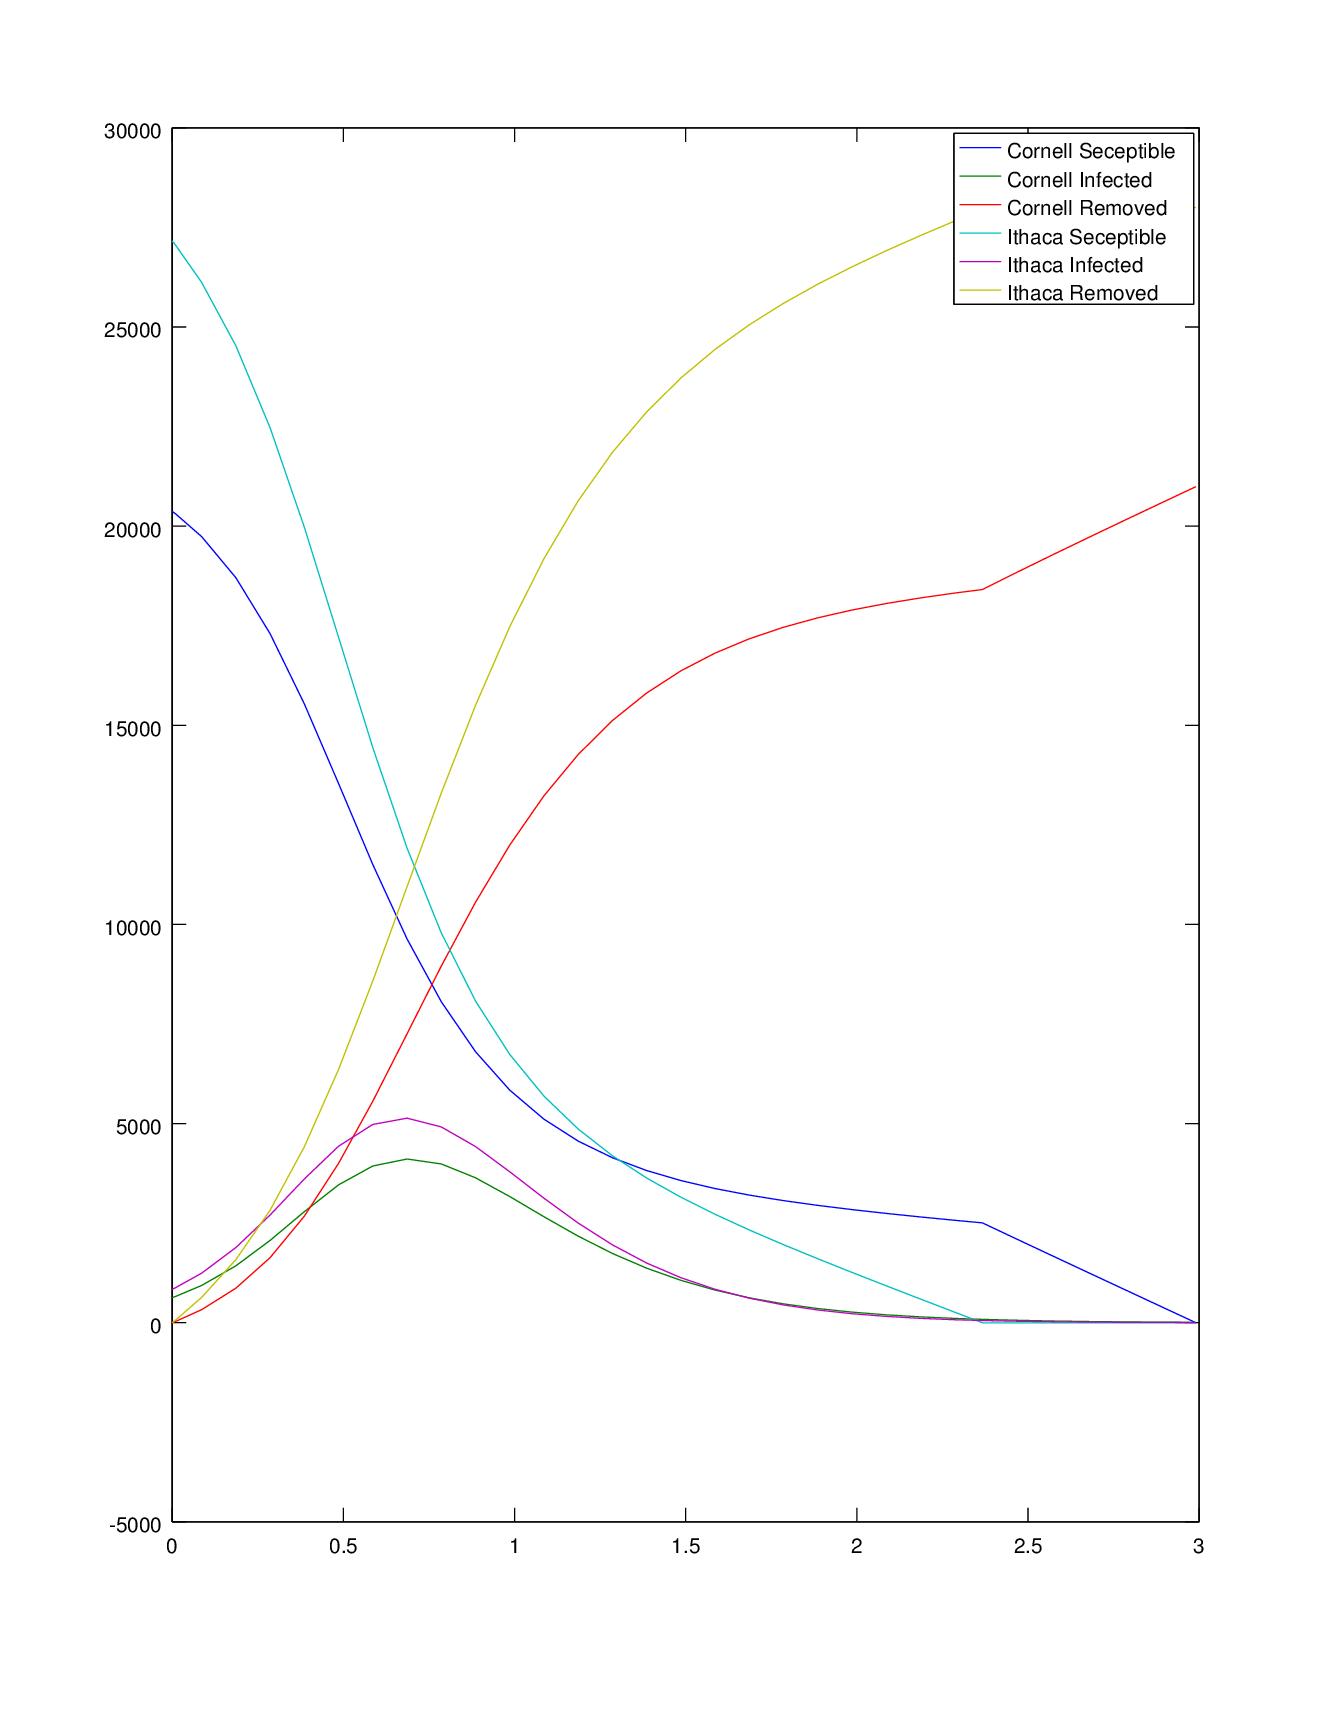 30000
25000
20000
15000
10000
5000
0
-5000
0 0.5 1 1.5 2 2.5 3
Cornell Seceptible
Cornell Infected
Cornell Removed
Ithaca Seceptible
Ithaca Infected
Ithaca Removed